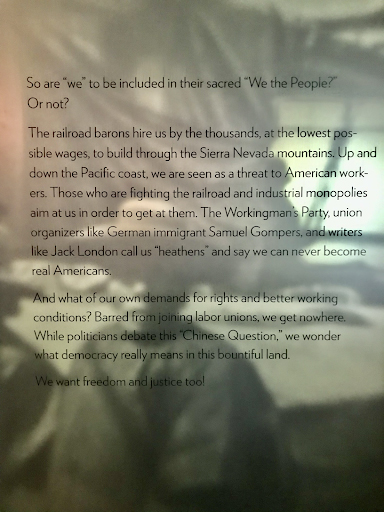 So are “we” to be included in their sacred “We the People?”
Or not?
The railroad barons hire us by the thousands, at the lowest pos-
sible wages, to build through the Sierra Nevada mountains. Up and
down the Pacific coast, we are seen as a threat to American work-
ers. Those who are fighting the railroad and industrial monopolies
aim at us in order to get at them. The Workingman's Party, union
organizers like German immigrant Samuel Gompers, and writers
like Jack London call us “heathens” and say we can never become
real Americans.
And what of our own demands for rights and better working
conditions? Barred from joining labor unions, we get nowhere.
While politicians debate this “Chinese Question,” we wonder
what democracy really means in this bountiful land.
We want freedom and justice too!